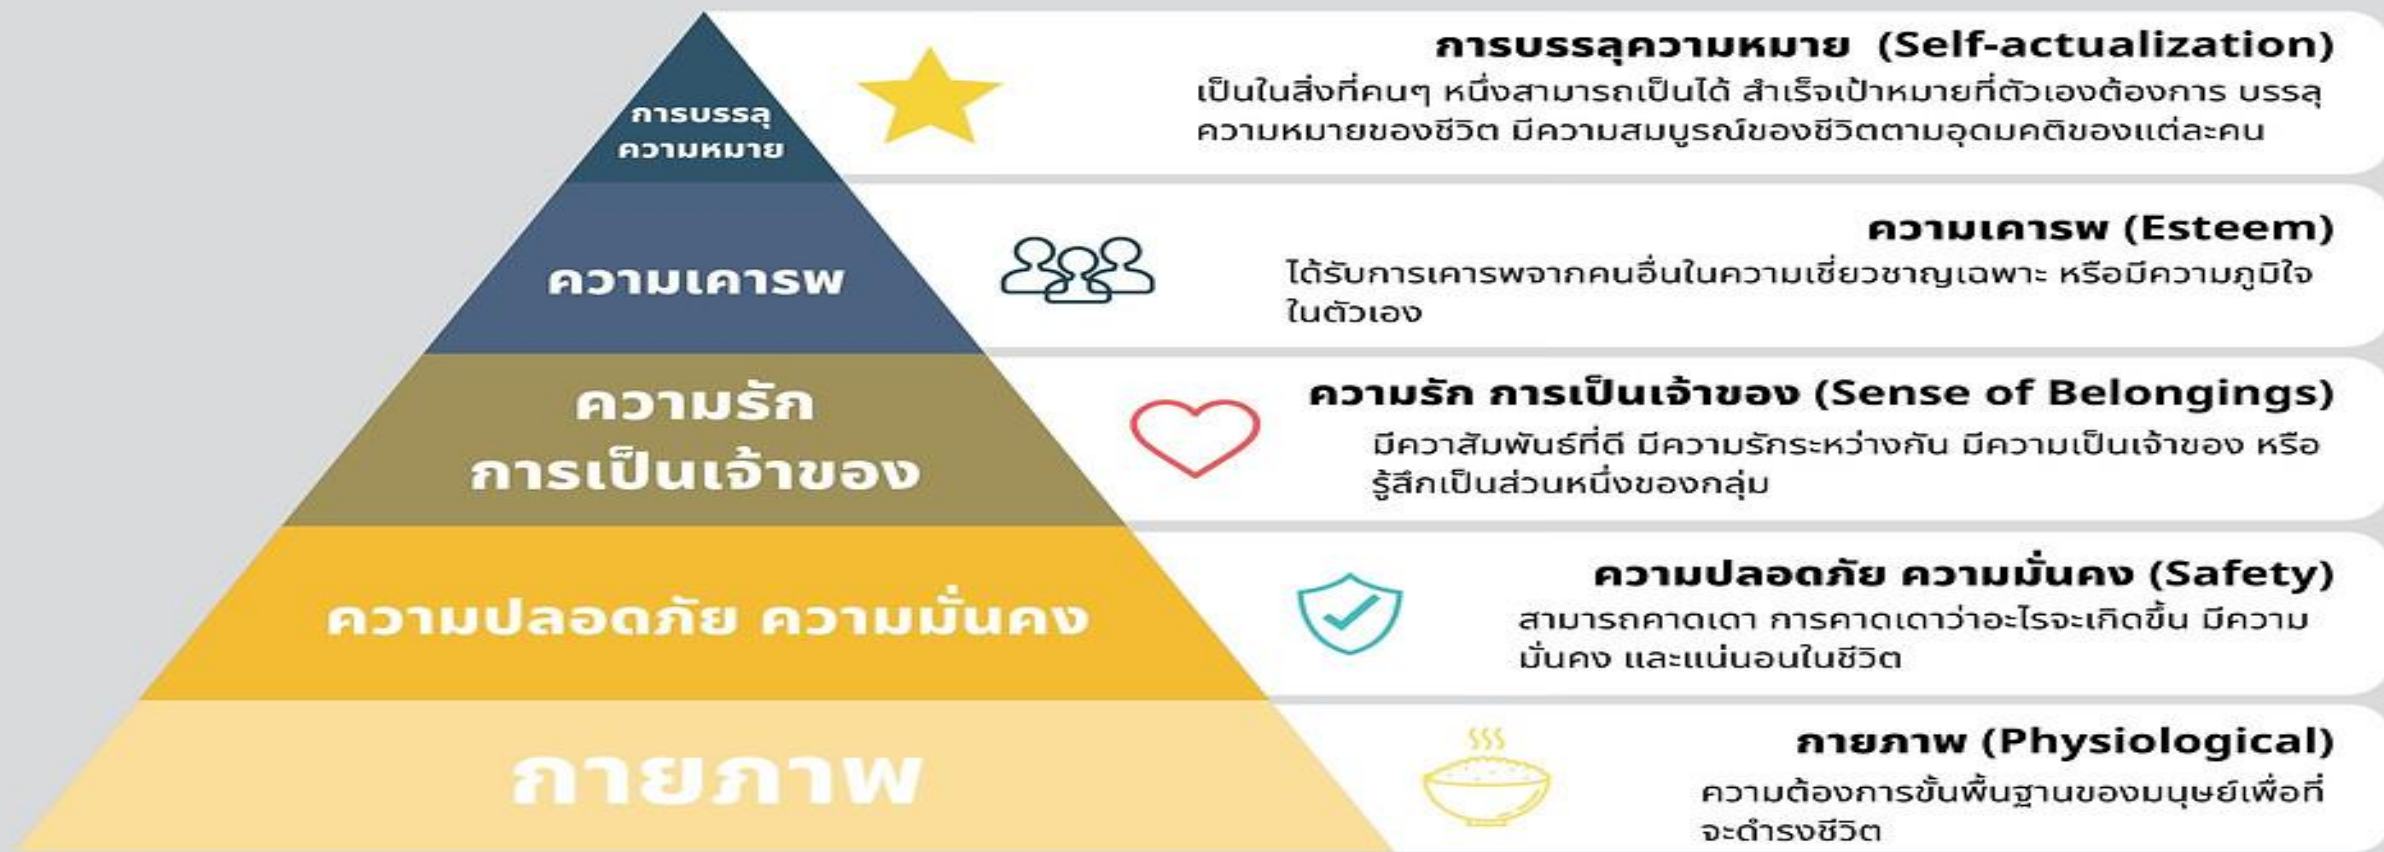 การบรรลุ
ความหมาย
การบรรลุความหมาย (Self-actualization)
เป็นในสิ่งที่คนๆ หนึ่งสามารถเป็นได้ สำเร็จเป้าหมายที่ตัวเองต้องการ บรรลุ
ความหมายของชีวิต มีความสมบูรณ์ของชีวิตตามอุดมคติของแต่ละคน
ความเคารพ
ความเคารพ (Esteem)
ได้รับการเคารพจากคนอื่นในความเชี่ยวชาญเฉพาะ หรือมีความภูมิใจ
ในตัวเอง
ความรัก
การเป็นเจ้าของ
ความรัก การเป็นเจ้าของ (Sense of Belongings)
มีควาสัมพันธ์ที่ดี มีความรักระหว่างกัน มีความเป็นเจ้าของ หรือ
รู้สึกเป็นส่วนหนึ่งของกลุ่ม
ความปลอดภัย ความมั่นคง
ความปลอดภัย ความมั่นคง (Safety)
สามารถคาดเดา การคาดเดาว่าอะไรจะเกิดขึ้น มีความ
มั่นคง และแน่นอนในชีวิต
กายภาพ
กายภาพ (Physiological)
ความต้องการขั้นพื้นฐานของมนุษย์เพื่อที่
จะดำรงชีวิต